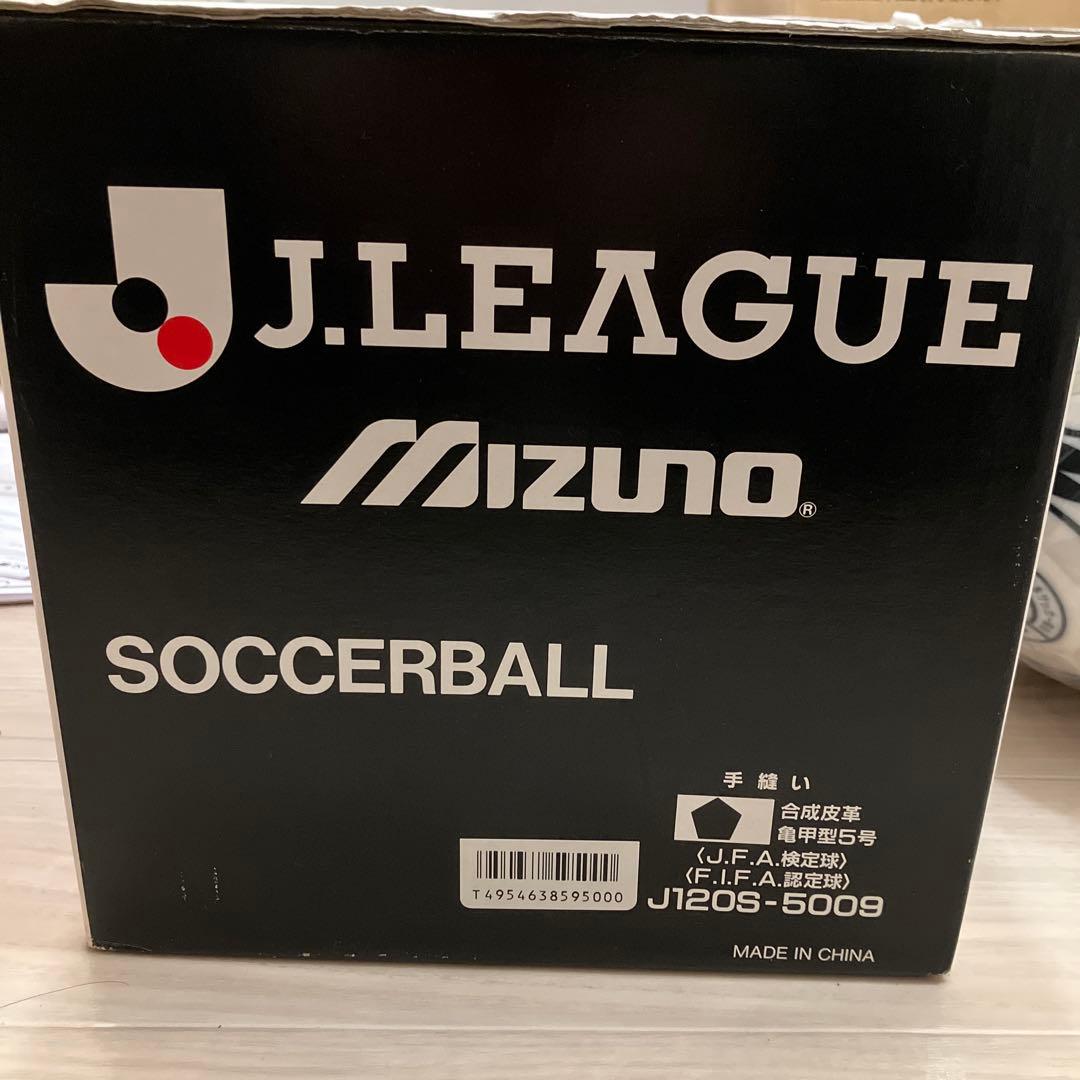 J.LEAGUE
MIZUNO®
SOCCERBALL
手縫い
合成皮革
亀甲型5号
〈J.F.A.検定球〉
〈F.I.F.A.認定球〉
J120S-5009
T4954638595000
MADE IN CHINA